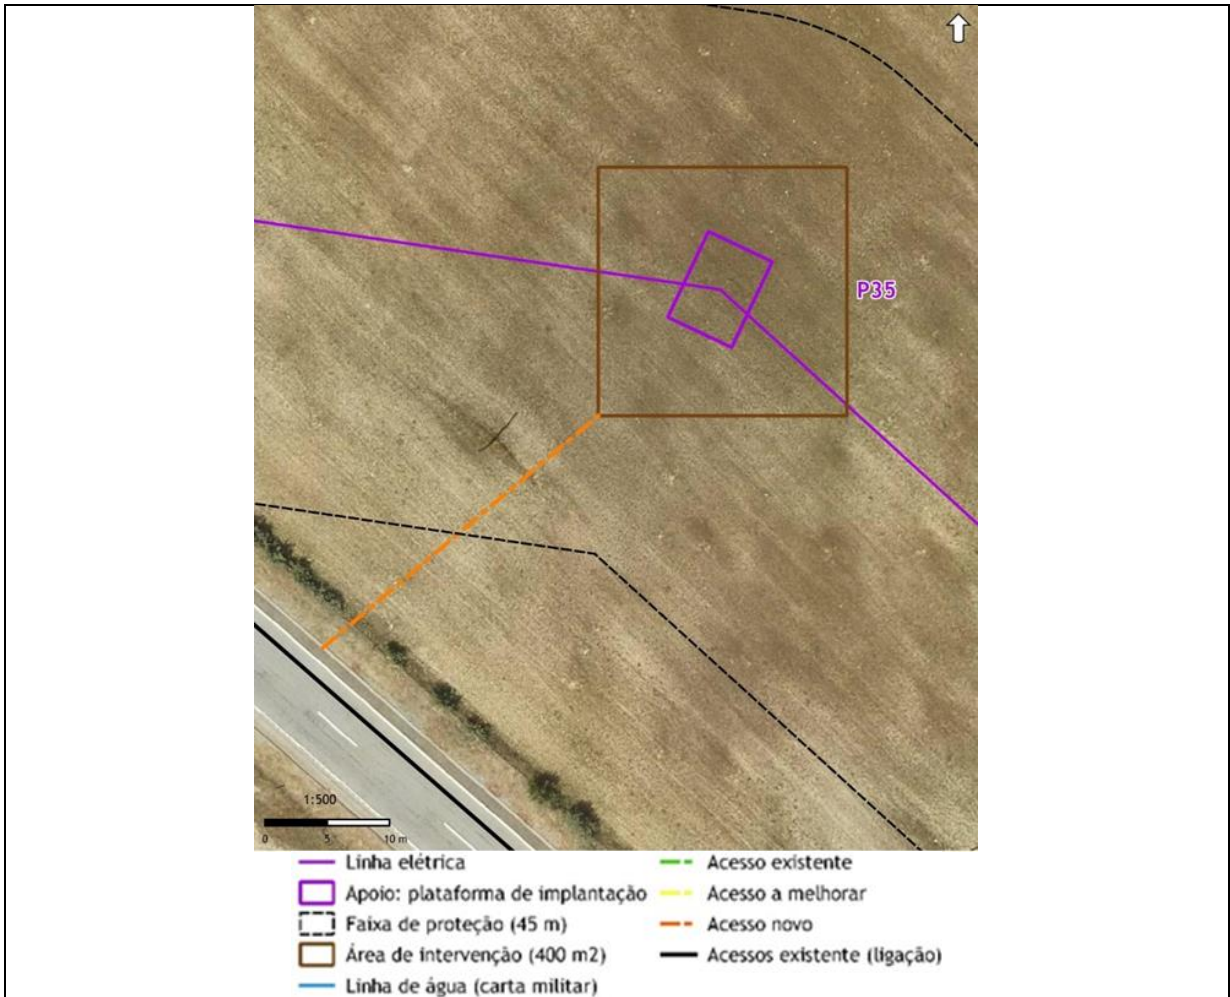 P35
1:500
0 5 10 m
Linha elétrica
Apoio: plataforma de implantação
Faixa de proteção (45 m)
Área de intervenção (400 m2)
Linha de água (carta militar)
Acesso existente
Acesso a melhorar
Acesso novo
Acessos existente (ligação)